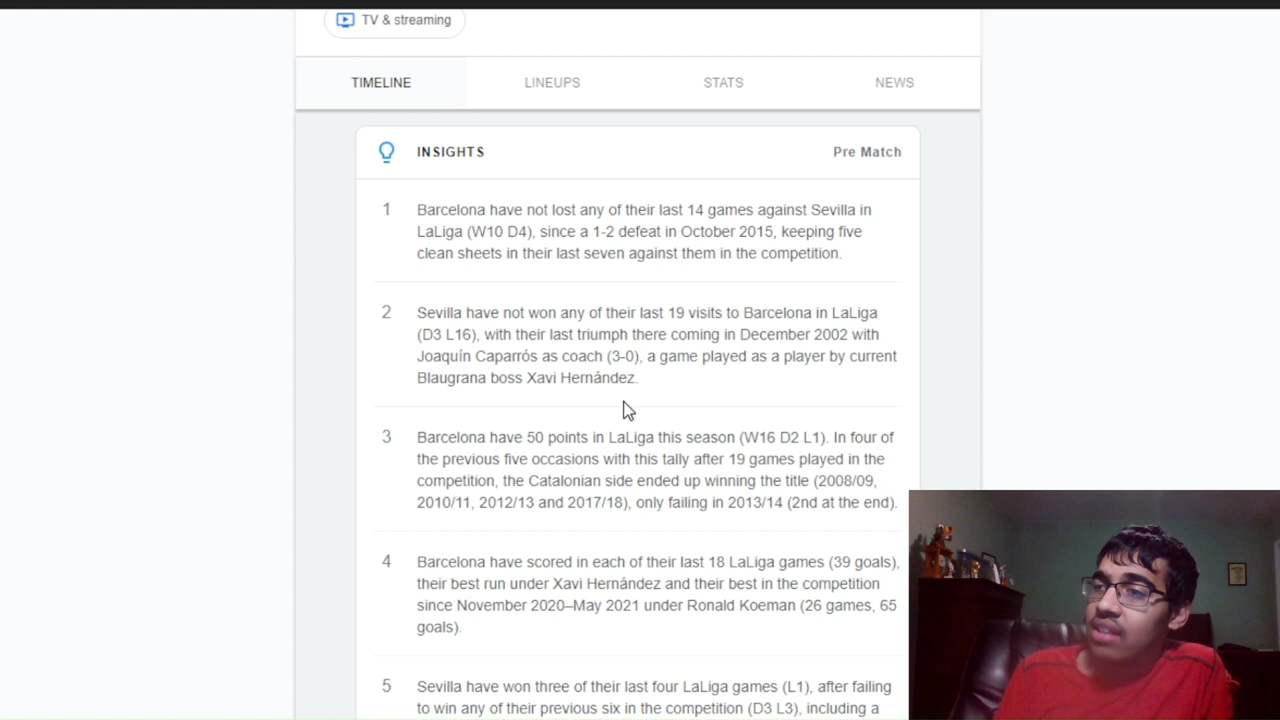 TV & streaming
TIMELINE
LINEUPS
STATS
NEWS
INSIGHTS
Pre Match
1
Barcelona have not lost any of their last 14 games against Sevilla in
LaLiga (W10 D4), since a 1-2 defeat in October 2015, keeping five
clean sheets in their last seven against them in the competition.
2
Sevilla have not won any of their last 19 visits to Barcelona in LaLiga
(D3 L16), with their last triumph there coming in December 2002 with
Joaquín Caparrós as coach (3-0), a game played as a player by current
Blaugrana boss Xavi Hernández.
3
Barcelona have 50 points in LaLiga this season (W16 D2 L1). In four of
the previous five occasions with this tally after 19 games played in the
competition, the Catalonian side ended up winning the title (2008/09,
2010/11, 2012/13 and 2017/18), only failing in 2013/14 (2nd at the end).
4
Barcelona have scored in each of their last 18 LaLiga games (39 goals),
their best run under Xavi Hernández and their best in the competition
since November 2020–May 2021 under Ronald Koeman (26 games, 65
goals).
5
Sevilla have won three of their last four LaLiga games (L1), after failing
to win any of their previous six in the competition (D3 L3), including a